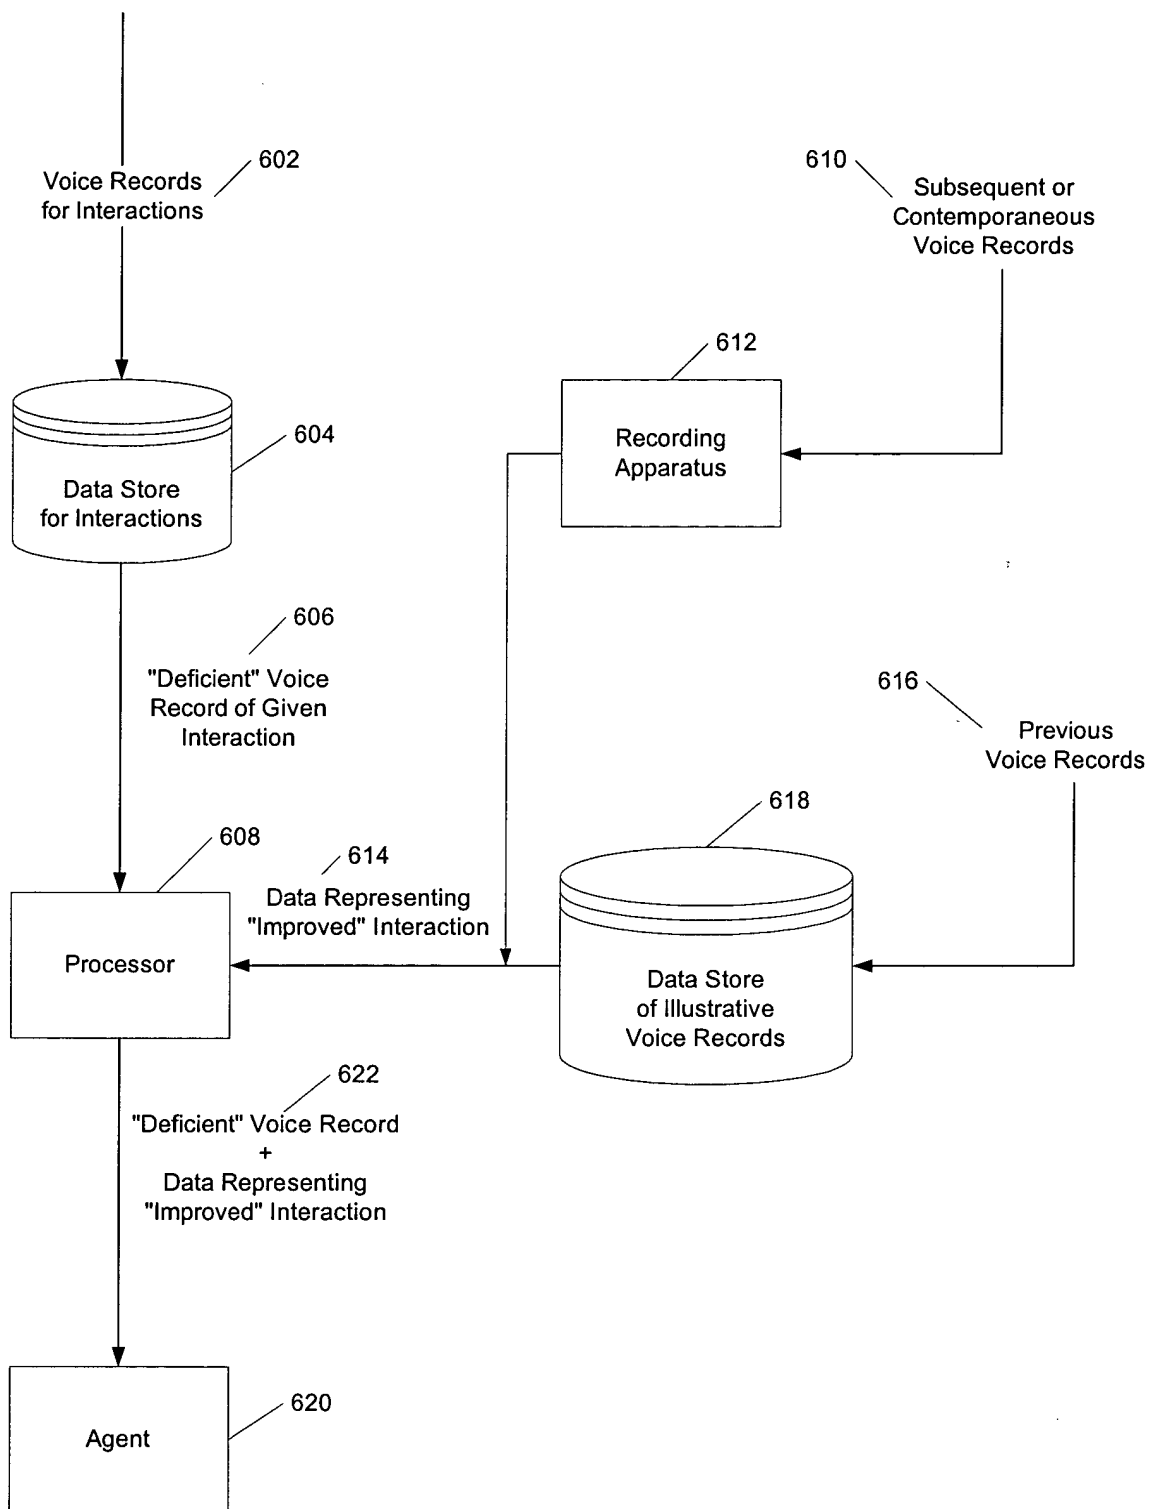 602
Voice Records
for Interactions
610
Subsequent or
Contemporaneous
Voice Records
612
Recording
Apparatus
604
Data Store
for Interactions
606
"Deficient" Voice
Record of Given
Interaction
616
Previous
Voice Records
618
608
614
Data Representing
"Improved" Interaction
Processor
Data Store
of Illustrative
Voice Records
622
"Deficient" Voice Record
+
Data Representing
"Improved" Interaction
620
Agent